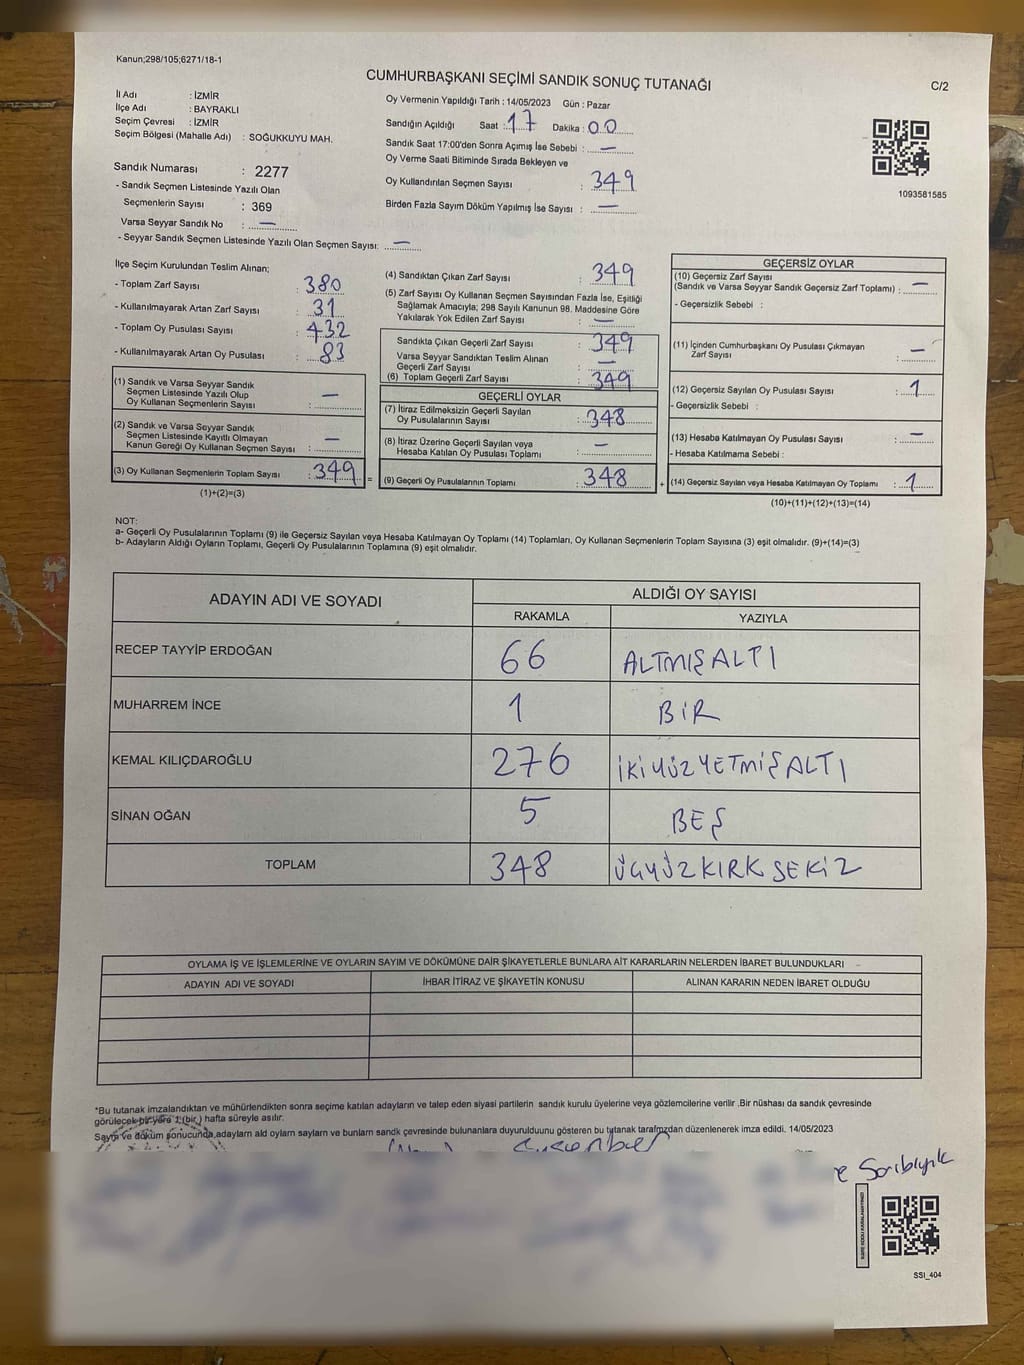 Kanun;298/105;6271/18-1
CUMHURBAŞKANI SEÇİMİ SANDIK SONUÇ TUTANAĞI
C/2
İl Adı : İZMİR
İlçe Adı : BAYRAKLI
Seçim Çevresi : İZMİR
Seçim Bölgesi (Mahalle Adı) : SOĞUKKUYU MAH.
Sandık Numarası : 2277
- Sandık Seçmen Listesinde Yazılı Olan
Seçmenlerin Sayısı : 369
Varsa Seyyar Sandık No : —
- Seyyar Sandık Seçmen Listesinde Yazılı Olan Seçmen Sayısı: —
Oy Vermenin Yapıldığı Tarih : 14/05/2023 Gün : Pazar
Sandığın Açıldığı Saat : 17 Dakika : 00
Sandık Saat 17:00'den Sonra Açımış İse Sebebi : —
Oy Verme Saati Bitiminde Sırada Bekleyen ve
Oy Kullandırılan Seçmen Sayısı : 349
Birden Fazla Sayım Döküm Yapılmış İse Sayısı : —
1093581585
İlçe Seçim Kurulundan Teslim Alınan;
- Toplam Zarf Sayısı : 380
- Kullanılmayarak Artan Zarf Sayısı : 31
- Toplam Oy Pusulası Sayısı : 432
- Kullanılmayarak Artan Oy Pusulası : 83
(1) Sandık ve Varsa Seyyar Sandık
Seçmen Listesinde Yazılı Olup
Oy Kullanan Seçmenlerin Sayısı : —
(2) Sandık ve Varsa Seyyar Sandık
Seçmen Listesinde Kayıtlı Olmayan
Kanun Gereği Oy Kullanan Seçmen Sayısı : —
(3) Oy Kullanan Seçmenlerin Toplam Sayısı : 349
(1)+(2)=(3)
(4) Sandıktan Çıkan Zarf Sayısı : 349
(5) Zarf Sayısı Oy Kullanan Seçmen Sayısından Fazla İse, Eşitliği
Sağlamak Amacıyla; 298 Sayılı Kanunun 98. Maddesine Göre
Yakılarak Yok Edilen Zarf Sayısı : —
Sandıkta Çıkan Geçerli Zarf Sayısı : 349
Varsa Seyyar Sandıktan Teslim Alınan
Geçerli Zarf Sayısı : —
(6) Toplam Geçerli Zarf Sayısı : 349
GEÇERLİ OYLAR
(7) İtiraz Edilmeksizin Geçerli Sayılan
Oy Pusulalarının Sayısı : 348
(8) İtiraz Üzerine Geçerli Sayılan veya
Hesaba Katılan Oy Pusulası Toplamı : —
= (9) Geçerli Oy Pusulalarının Toplamı : 348
GEÇERSİZ OYLAR
(10) Geçersiz Zarf Sayısı
(Sandık ve Varsa Seyyar Sandık Geçersiz Zarf Toplamı) : —
- Geçersizlik Sebebi :
(11) İçinden Cumhurbaşkanı Oy Pusulası Çıkmayan
Zarf Sayısı : —
(12) Geçersiz Sayılan Oy Pusulası Sayısı : 1
- Geçersizlik Sebebi :
(13) Hesaba Katılmayan Oy Pusulası Sayısı : —
- Hesaba Katılmama Sebebi :
+ (14) Geçersiz Sayılan veya Hesaba Katılmayan Oy Toplamı : 1
(10)+(11)+(12)+(13)=(14)
NOT:
a- Geçerli Oy Pusulalarının Toplamı (9) ile Geçersiz Sayılan veya Hesaba Katılmayan Oy Toplamı (14) Toplamları, Oy Kullanan Seçmenlerin Toplam Sayısına (3) eşit olmalıdır. (9)+(14)=(3)
b- Adayların Aldığı Oyların Toplamı, Geçerli Oy Pusulalarının Toplamına (9) eşit olmalıdır.
ADAYIN ADI VE SOYADI ALDIĞI OY SAYISI
RAKAMLA YAZIYLA
RECEP TAYYİP ERDOĞAN 66 ALTMIŞALTI
MUHARREM İNCE 1 BİR
KEMAL KILIÇDAROĞLU 276 İKİYÜZYETMİŞALTI
SİNAN OĞAN 5 BEŞ
TOPLAM 348 ÜÇYÜZKIRKSEKİZ
OYLAMA İŞ VE İŞLEMLERİNE VE OYLARIN SAYIM VE DÖKÜMÜNE DAİR ŞİKAYETLERLE BUNLARA AİT KARARLARIN NELERDEN İBARET BULUNDUKLARI
ADAYIN ADI VE SOYADI İHBAR İTİRAZ VE ŞİKAYETİN KONUSU ALINAN KARARIN NEDEN İBARET OLDUĞU
*Bu tutanak imzalandıktan ve mühürlendikten sonra seçime katılan adayların ve talep eden siyasi partilerin sandık kurulu üyelerine veya gözlemcilerine verilir .Bir nüshası da sandık çevresinde
görülecek bir yere 1 (bir) hafta süreyle asılır.
Sayım ve döküm sonucunda,adayların ald oyların sayların ve bunların sandk çevresinde bulunanlara duyurulduunu gösteren bu tutanak tarafmzdan düzenlenerek imza edildi. 14/05/2023
SSI_404